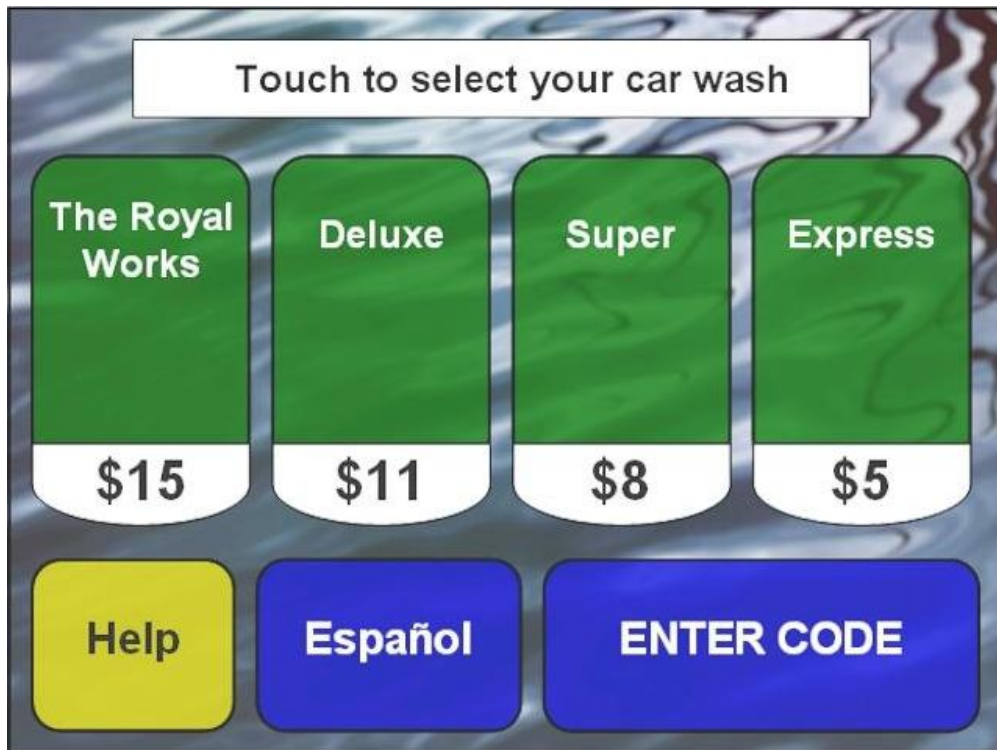 Touch to select your car wash
The Royal
Works
Deluxe
Super
Express
$15
$11
$8
$5
Help
Español
ENTER CODE